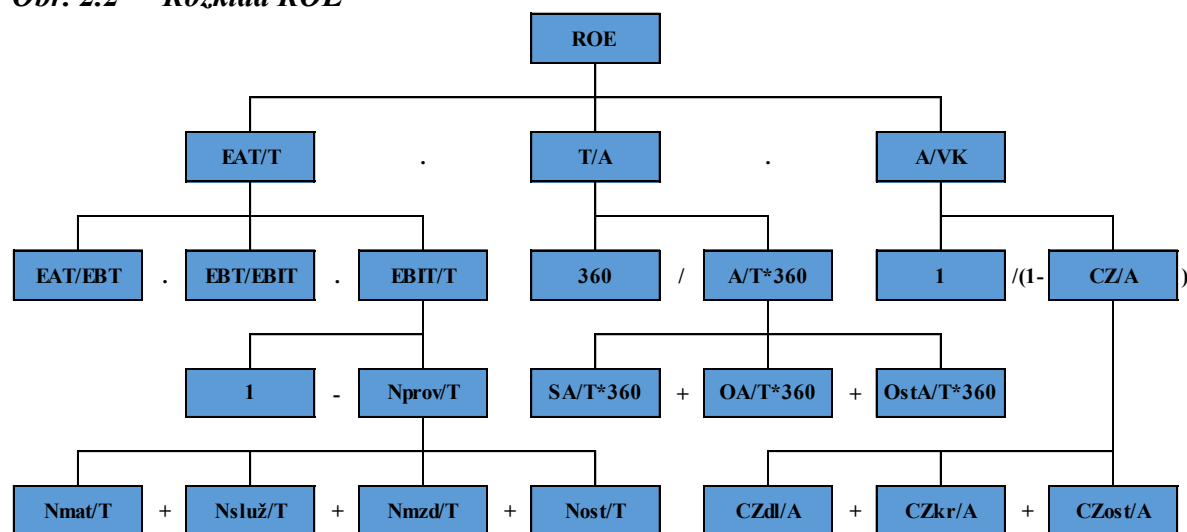 Obr. 2.2 Rozklad ROE
ROE
EAT/T . T/A . A/VK
EAT/EBT . EBT/EBIT . EBIT/T 360 / A/T*360 1 /(1- CZ/A )
1 - Nprov/T SA/T*360 + OA/T*360 + OstA/T*360
Nmat/T + Nsluž/T + Nmzd/T + Nost/T CZdl/A + CZkr/A + CZost/A